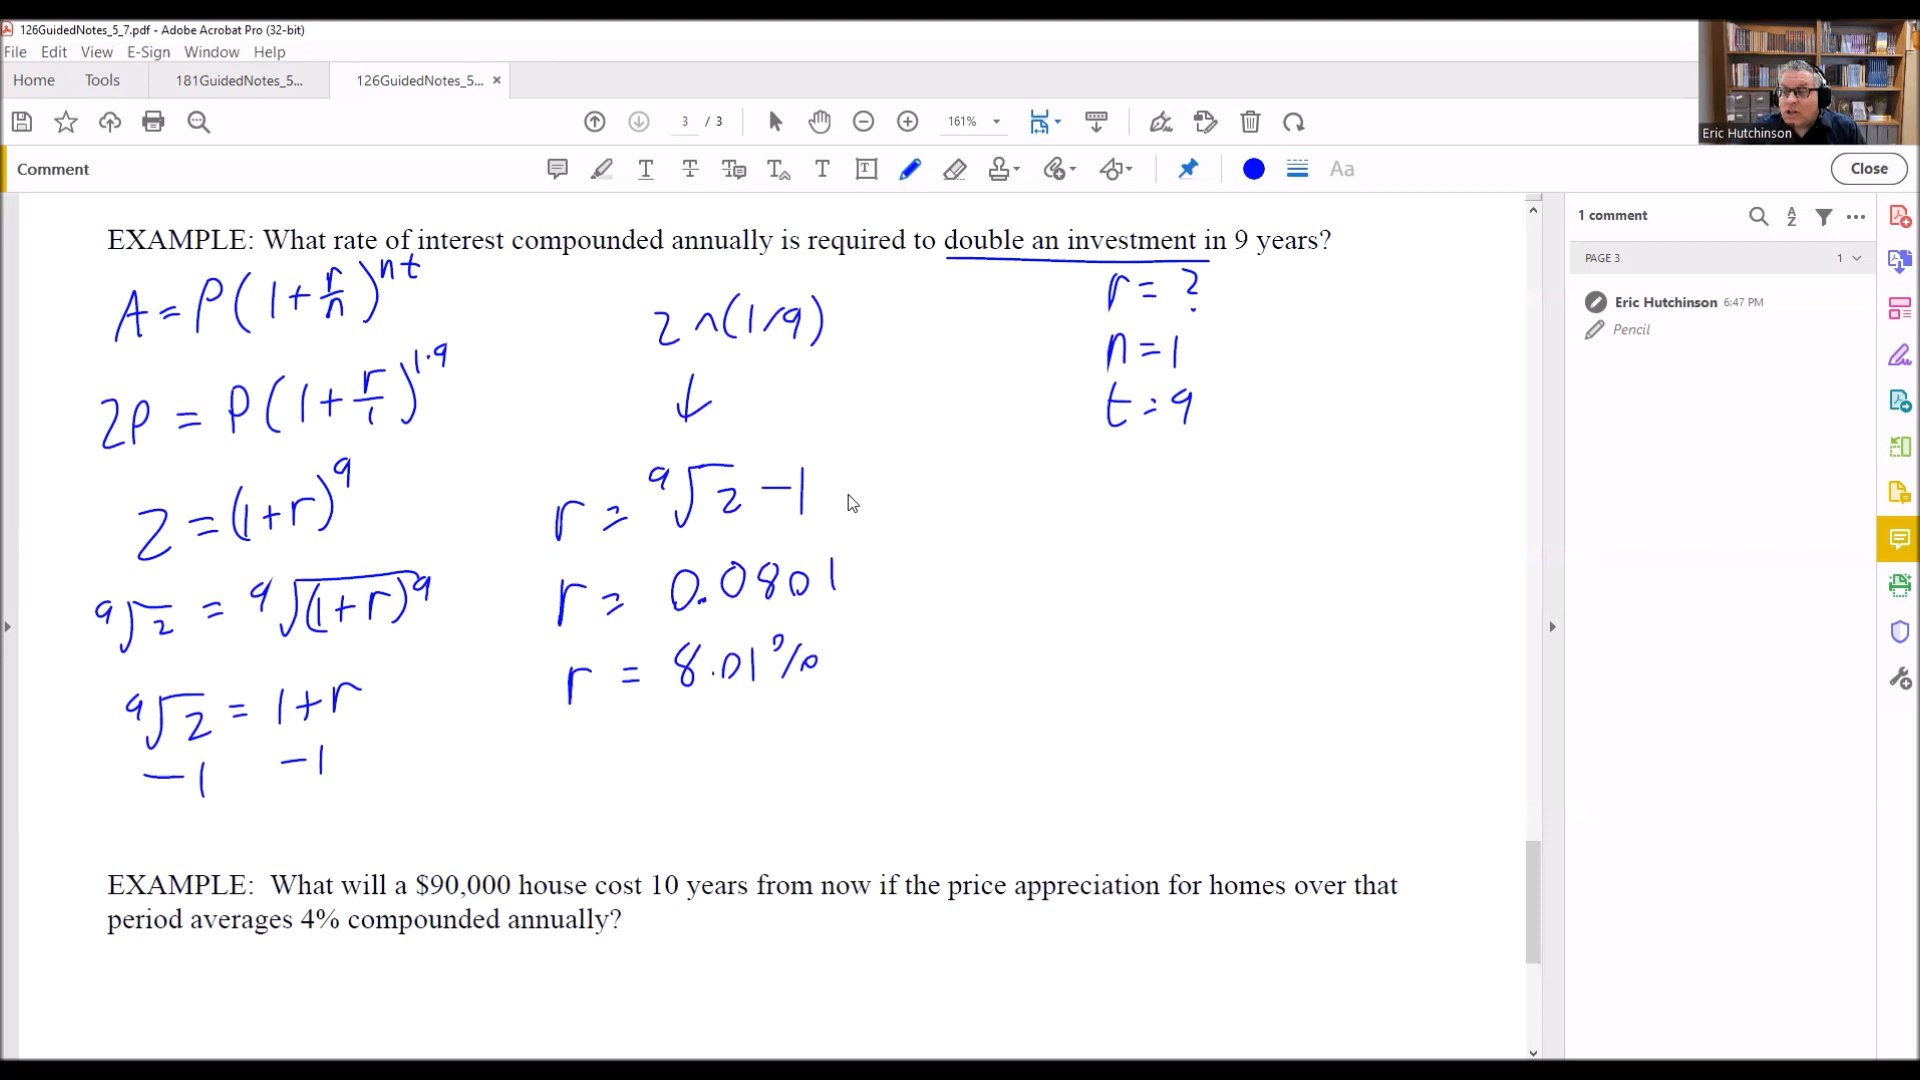 126GuidedNotes_5_7.pdf - Adobe Acrobat Pro (32-bit)
File Edit View E-Sign Window Help
Home Tools 181GuidedNotes_5... 126GuidedNotes_5... ×
3 / 3 161%
Eric Hutchinson
Comment Aa Close
EXAMPLE: What rate of interest compounded annually is required to double an investment in 9 years?
A = P(1 + r/n)^nt
2P = P(1 + r/1)^1·9
2 = (1+r)^9
⁹√2 = ⁹√(1+r)^9
⁹√2 = 1+r
-1 -1
2^(1/9)
↓
r = ⁹√2 - 1
r = 0.0801
r = 8.01%
r = ?
n = 1
t = 9
EXAMPLE: What will a $90,000 house cost 10 years from now if the price appreciation for homes over that
period averages 4% compounded annually?
1 comment
PAGE 3 1
Eric Hutchinson 6:47 PM
Pencil